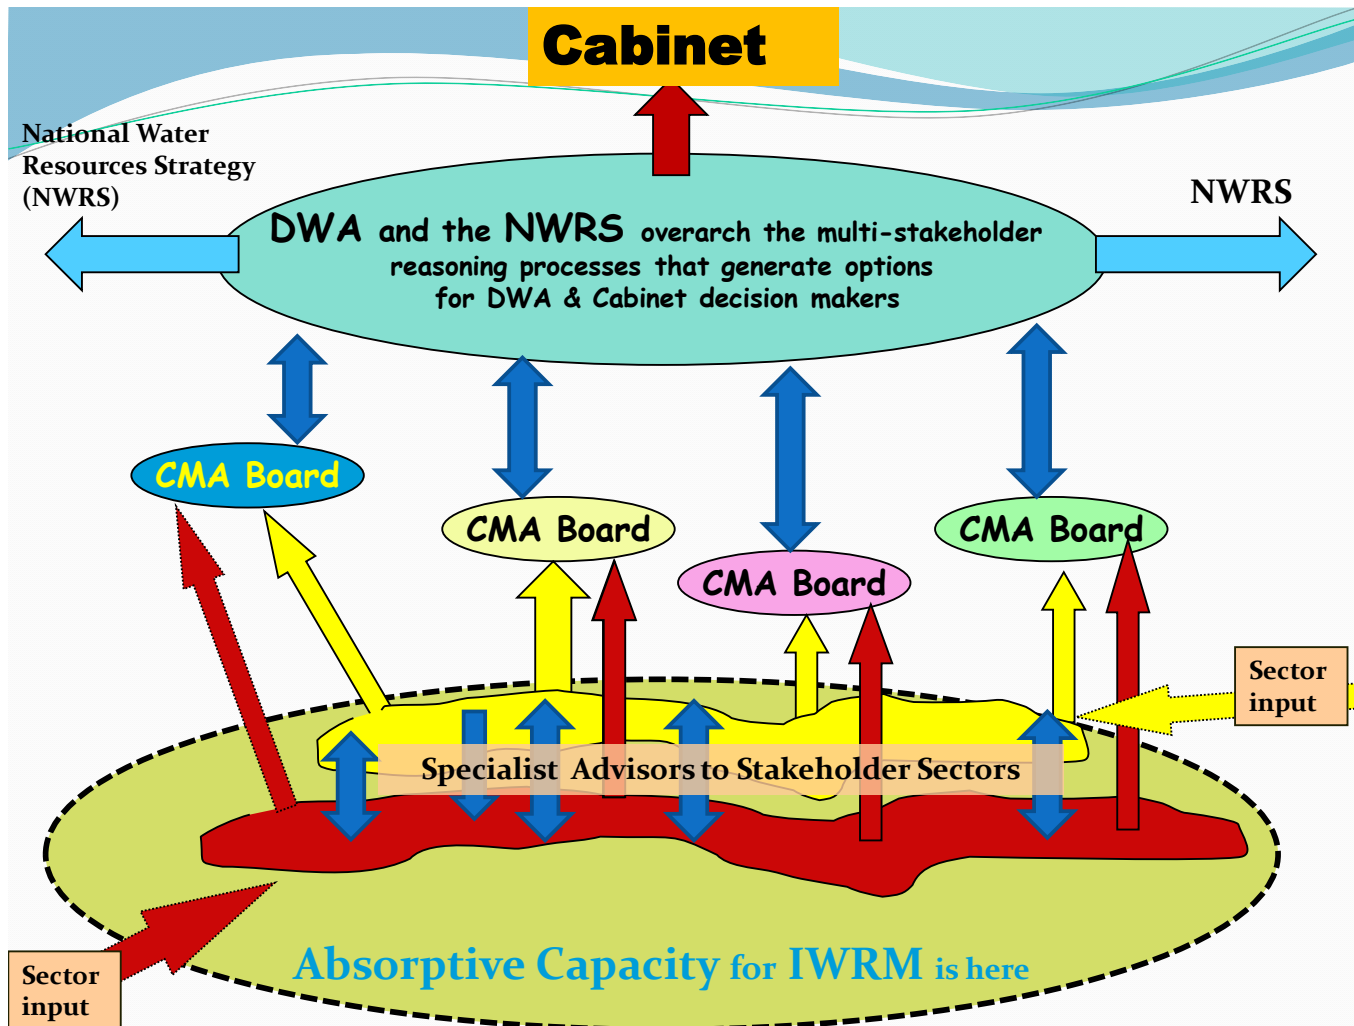 Cabinet
National Water
Resources Strategy
(NWRS)
NWRS
DWA and the NWRS overarch the multi-stakeholder
reasoning processes that generate options
for DWA & Cabinet decision makers
CMA Board
CMA Board
CMA Board
CMA Board
Sector
input
Specialist Advisors to Stakeholder Sectors
Absorptive Capacity for IWRM is here
Sector
input